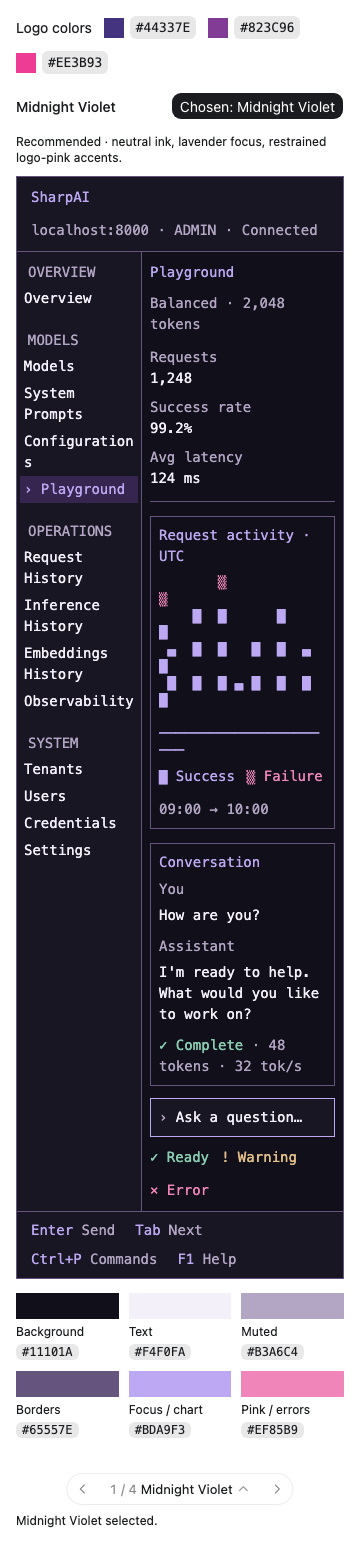 Logo colors #44337E #823C96
#EE3B93
Midnight Violet Chosen: Midnight Violet
Recommended · neutral ink, lavender focus, restrained
logo-pink accents.
SharpAI
localhost:8000 · ADMIN · Connected
OVERVIEW
Overview
MODELS
Models
System
Prompts
Configuration
s
› Playground
OPERATIONS
Request
History
Inference
History
Embeddings
History
Observability
SYSTEM
Tenants
Users
Credentials
Settings
Playground
Balanced · 2,048
tokens
Requests
1,248
Success rate
99.2%
Avg latency
124 ms
Request activity ·
UTC
Success Failure
09:00 → 10:00
Conversation
You
How are you?
Assistant
I'm ready to help.
What would you like
to work on?
✓ Complete · 48
tokens · 32 tok/s
› Ask a question…
✓ Ready ! Warning
× Error
Enter Send Tab Next
Ctrl+P Commands F1 Help
Background Text Muted
#11101A #F4F0FA #B3A6C4
Borders Focus / chart Pink / errors
#65557E #BDA9F3 #EF85B9
1 / 4 Midnight Violet
Midnight Violet selected.